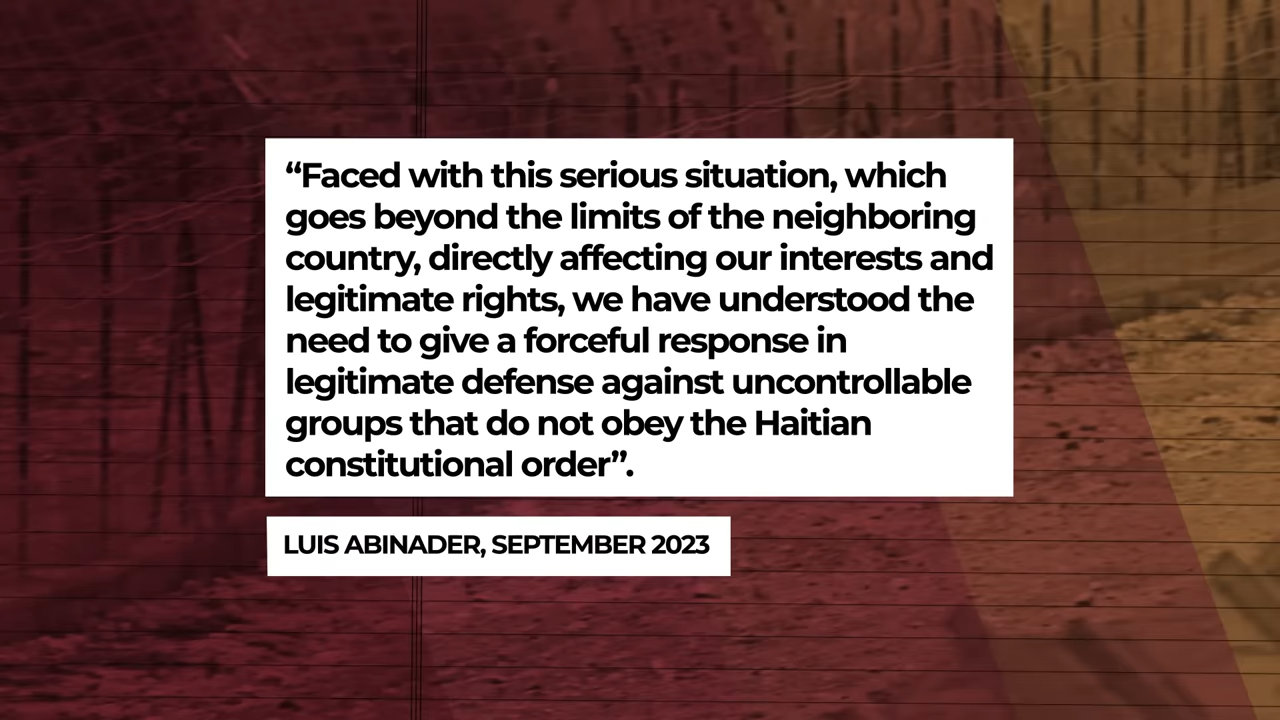 “Faced with this serious situation, which
goes beyond the limits of the neighboring
country, directly affecting our interests and
legitimate rights, we have understood the
need to give a forceful response in
legitimate defense against uncontrollable
groups that do not obey the Haitian
constitutional order”.
LUIS ABINADER, SEPTEMBER 2023